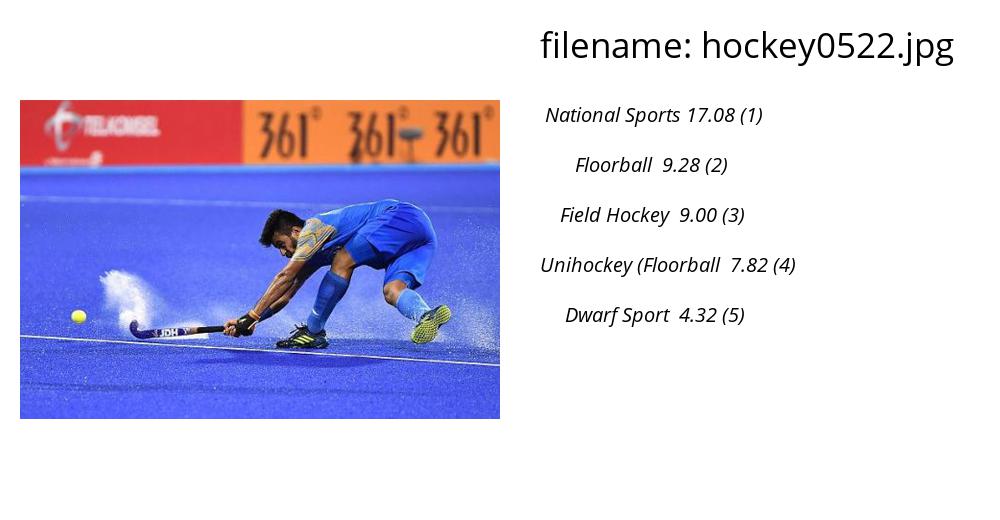 filename: hockey0522.jpg
TELKOMSEL
361°
361°
361°
National Sports 17.08 (1)
Floorball 9.28 (2)
Field Hockey 9.00 (3)
Unihockey (Floorball 7.82 (4)
Dwarf Sport 4.32 (5)
JDH